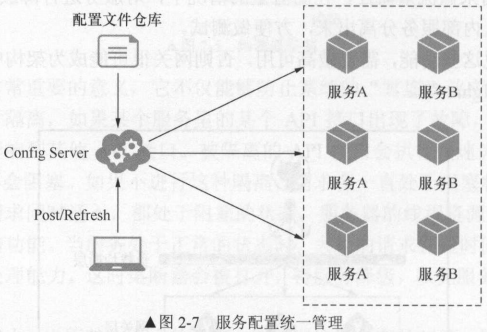 配置文件仓库
Config Server
Post/Refresh
服务A
服务B
服务A
服务B
服务A
服务B
▲图 2-7 服务配置统一管理